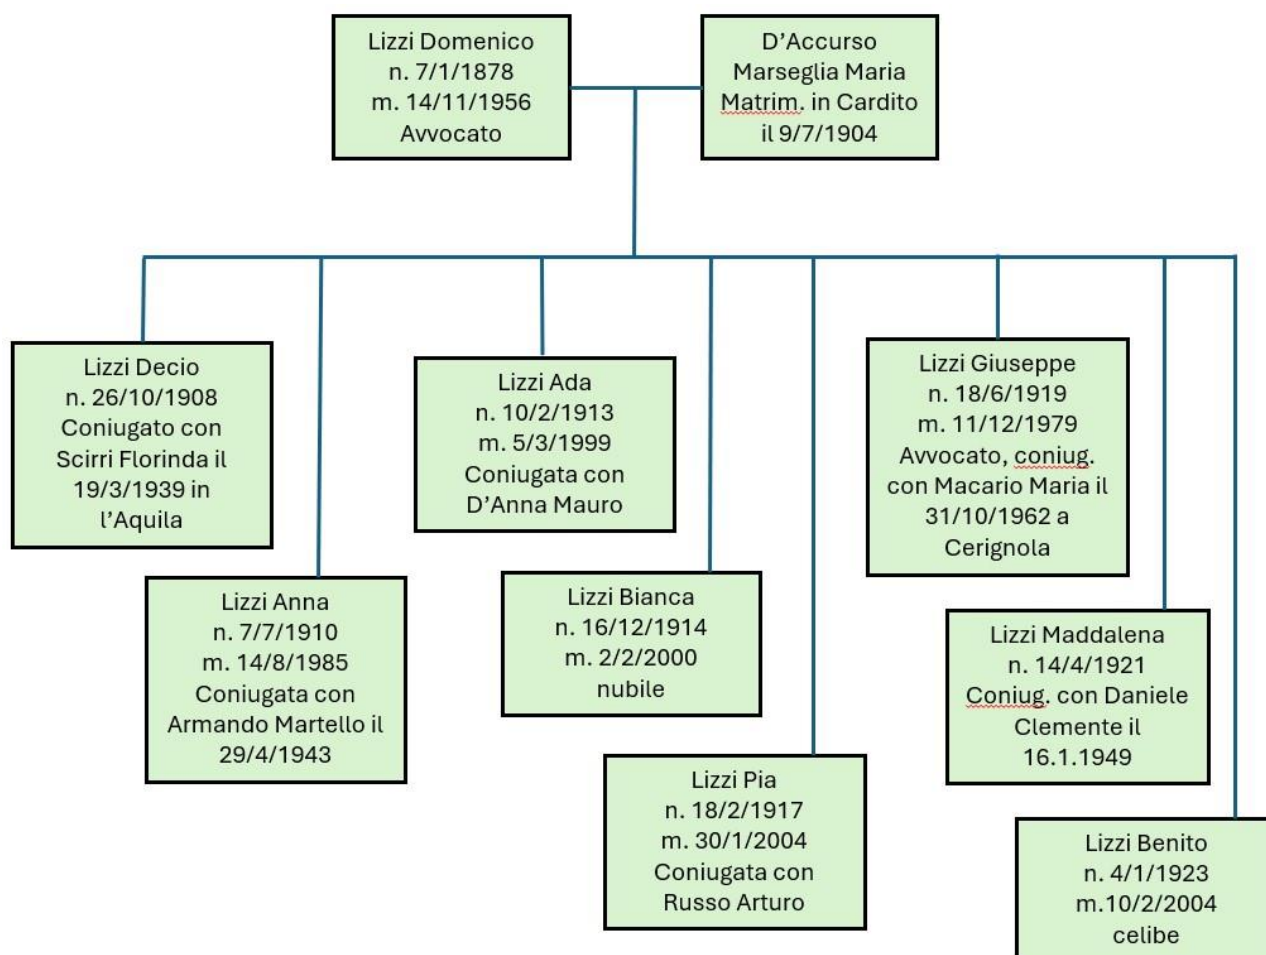 Lizzi Domenico
n. 7/1/1878
m. 14/11/1956
Avvocato
D’Accurso
Marseglia Maria
Matrim. in Cardito
il 9/7/1904
Lizzi Decio
n. 26/10/1908
Coniugato con
Scirri Florinda il
19/3/1939 in
l’Aquila
Lizzi Anna
n. 7/7/1910
m. 14/8/1985
Coniugata con
Armando Martello il
29/4/1943
Lizzi Ada
n. 10/2/1913
m. 5/3/1999
Coniugata con
D’Anna Mauro
Lizzi Bianca
n. 16/12/1914
m. 2/2/2000
nubile
Lizzi Pia
n. 18/2/1917
m. 30/1/2004
Coniugata con
Russo Arturo
Lizzi Giuseppe
n. 18/6/1919
m. 11/12/1979
Avvocato, coniug.
con Macario Maria il
31/10/1962 a
Cerignola
Lizzi Maddalena
n. 14/4/1921
Coniug. con Daniele
Clemente il
16.1.1949
Lizzi Benito
n. 4/1/1923
m.10/2/2004
celibe